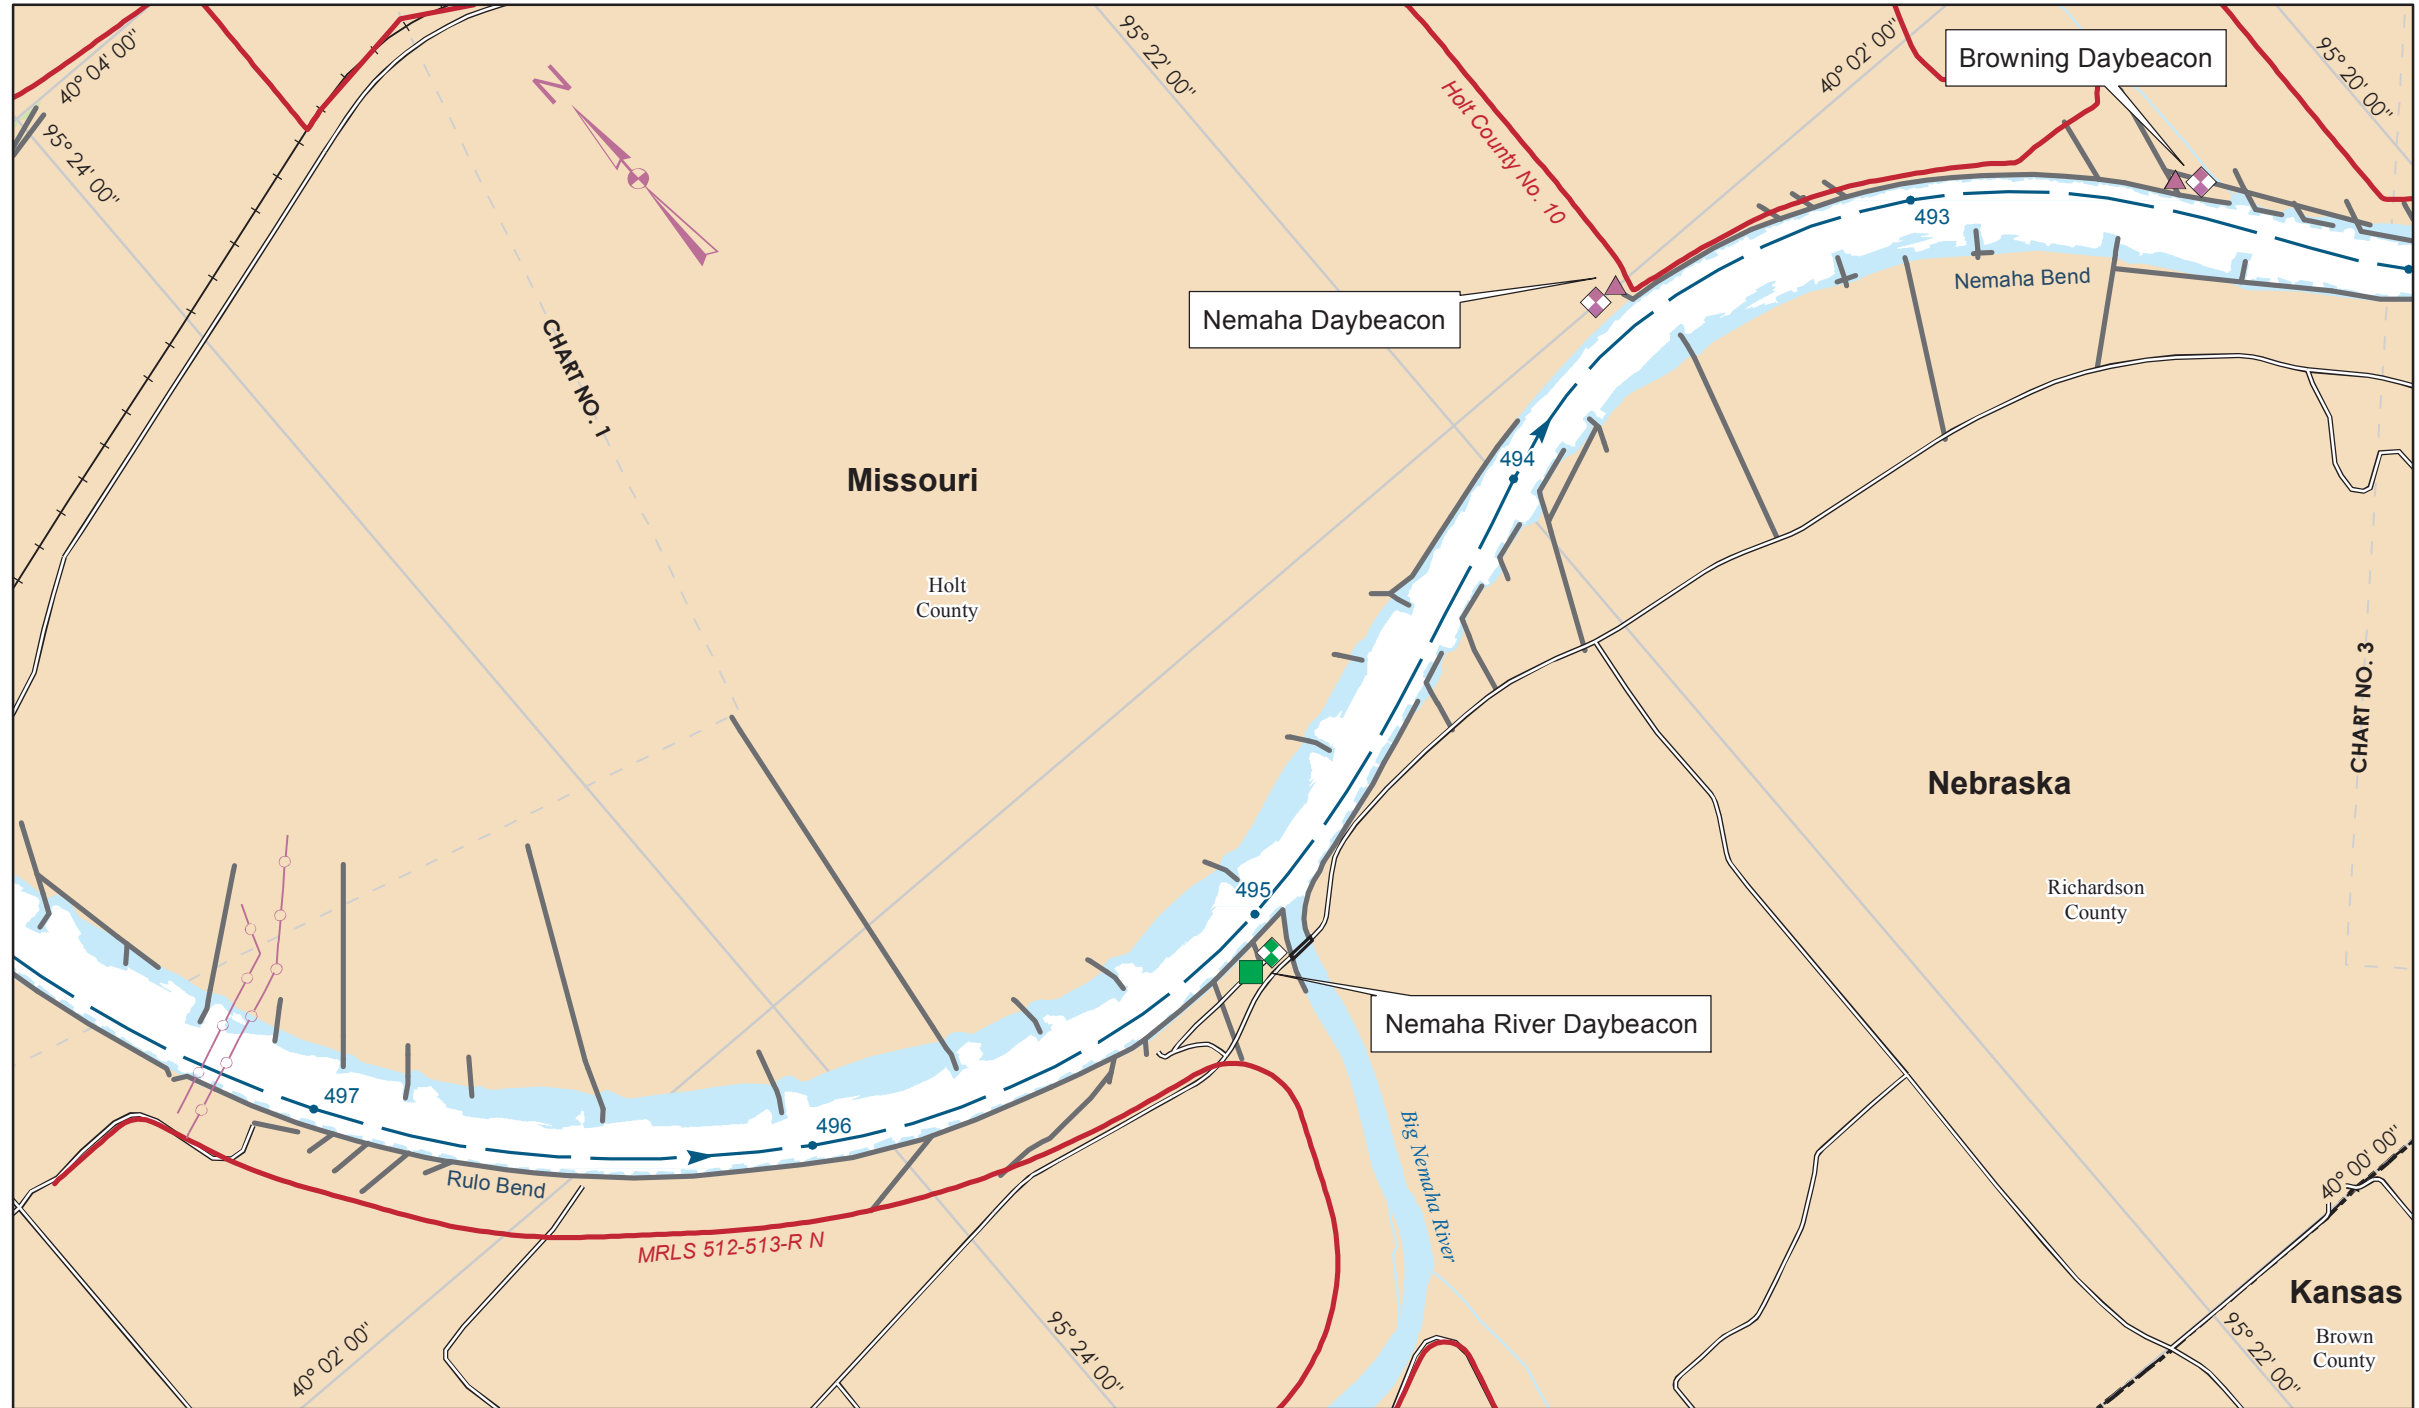 40° 04' 00"
95° 22' 00"
40° 02' 00"
Browning Daybeacon
95° 20' 00"
N
Holt County No. 10
95° 24' 00"
493
Nemaha Bend
Nemaha Daybeacon
CHART NO. 1
494
Missouri
Holt
County
CHART NO. 3
Nebraska
Richardson
County
495
Nemaha River Daybeacon
497
496
Rulo Bend
Big Nemaha River
MRLS 512-513-R N
40° 00' 00"
Kansas
Brown
County
40° 02' 00"
95° 24' 00"
95° 22' 00"